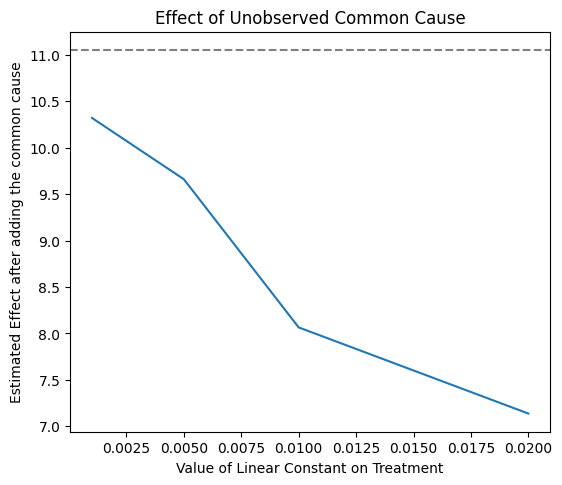 Effect of Unobserved Common Cause
Estimated Effect after adding the common cause
11.0
10.5
10.0
9.5
9.0
8.5
8.0
7.5
7.0
0.0025 0.0050 0.0075 0.0100 0.0125 0.0150 0.0175 0.0200
Value of Linear Constant on Treatment